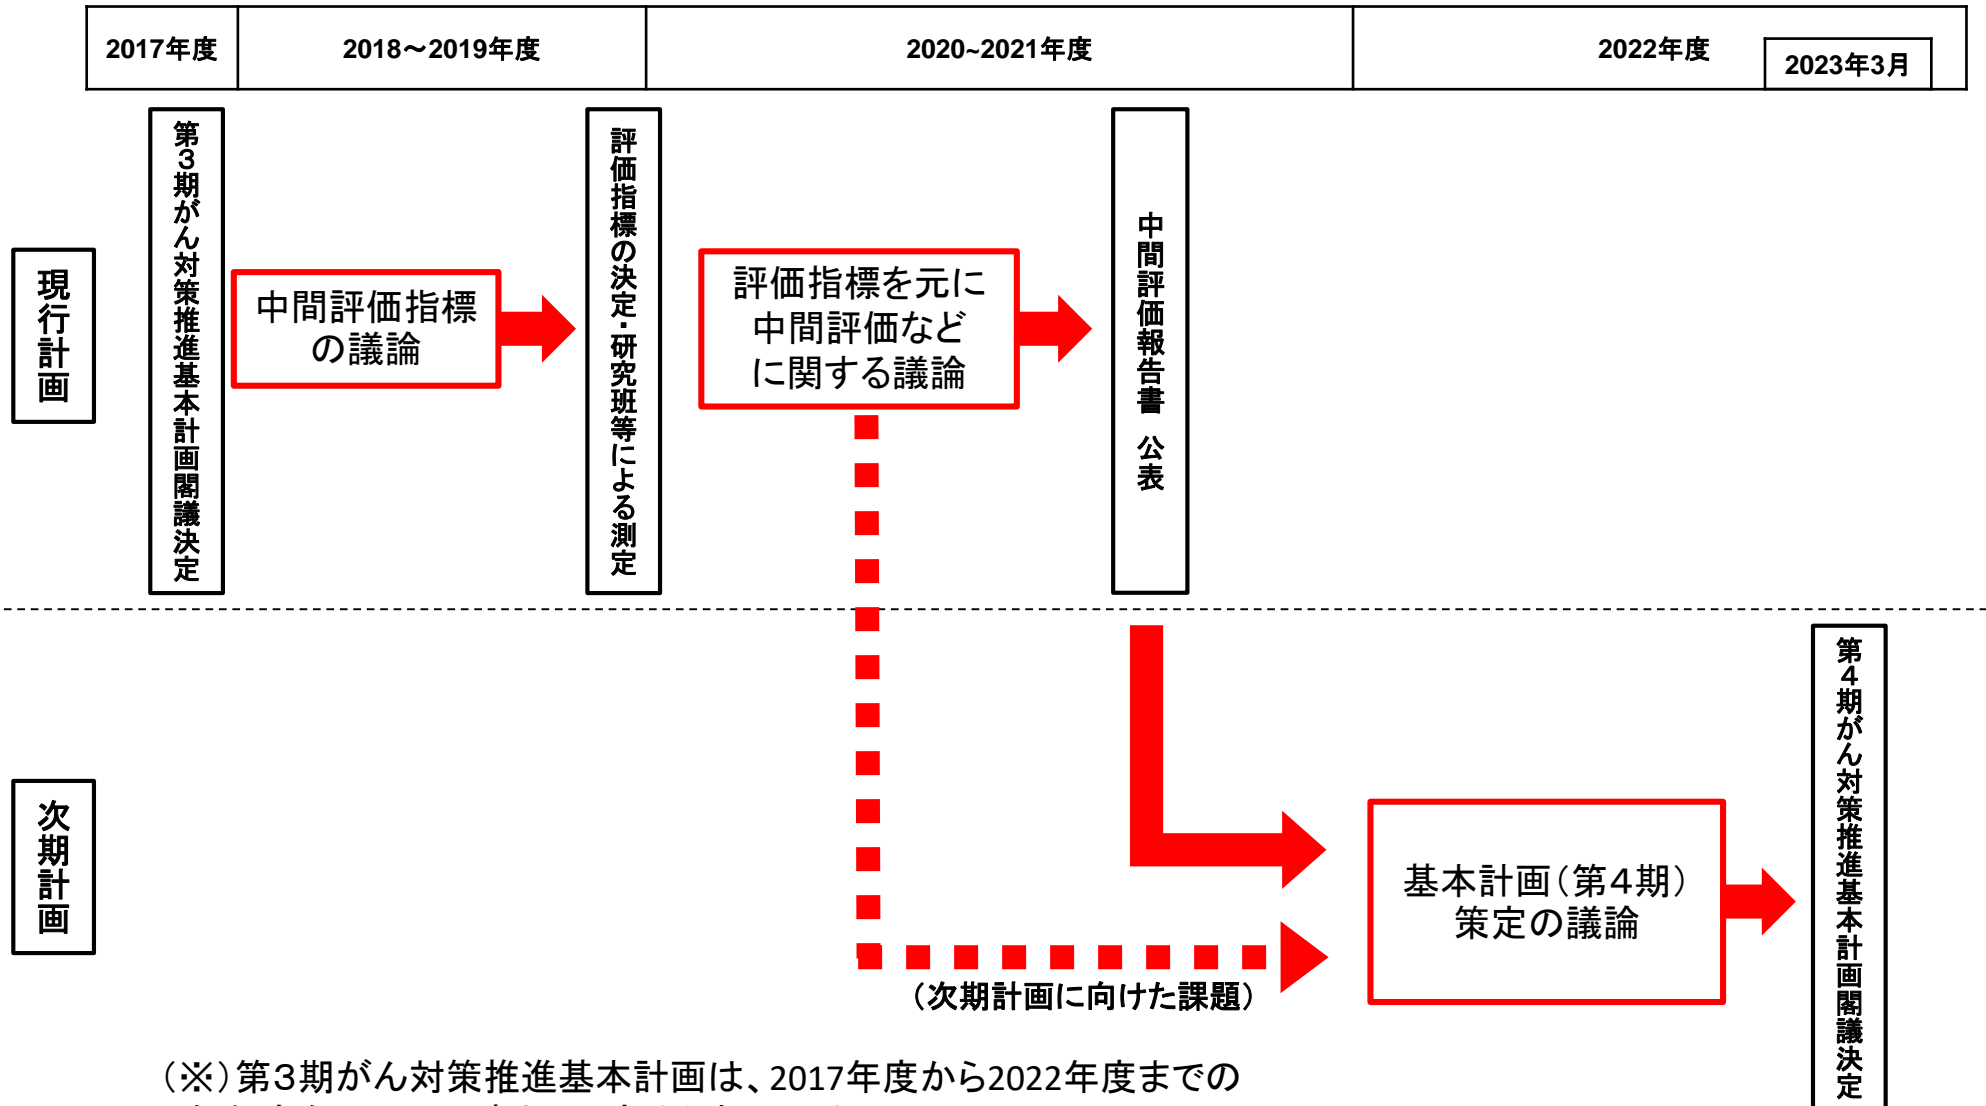 2017年度
2018～2019年度
2020~2021年度
2022年度
2023年3月
現行計画
第３期がん対策推進基本計画閣議決定
中間評価指標
の議論
評価指標の決定・研究班等による測定
評価指標を元に
中間評価など
に関する議論
中間評価報告書 公表
次期計画
基本計画（第４期）
策定の議論
第４期がん対策推進基本計画閣議決定
（次期計画に向けた課題）
（※）第３期がん対策推進基本計画は、2017年度から2022年度までの